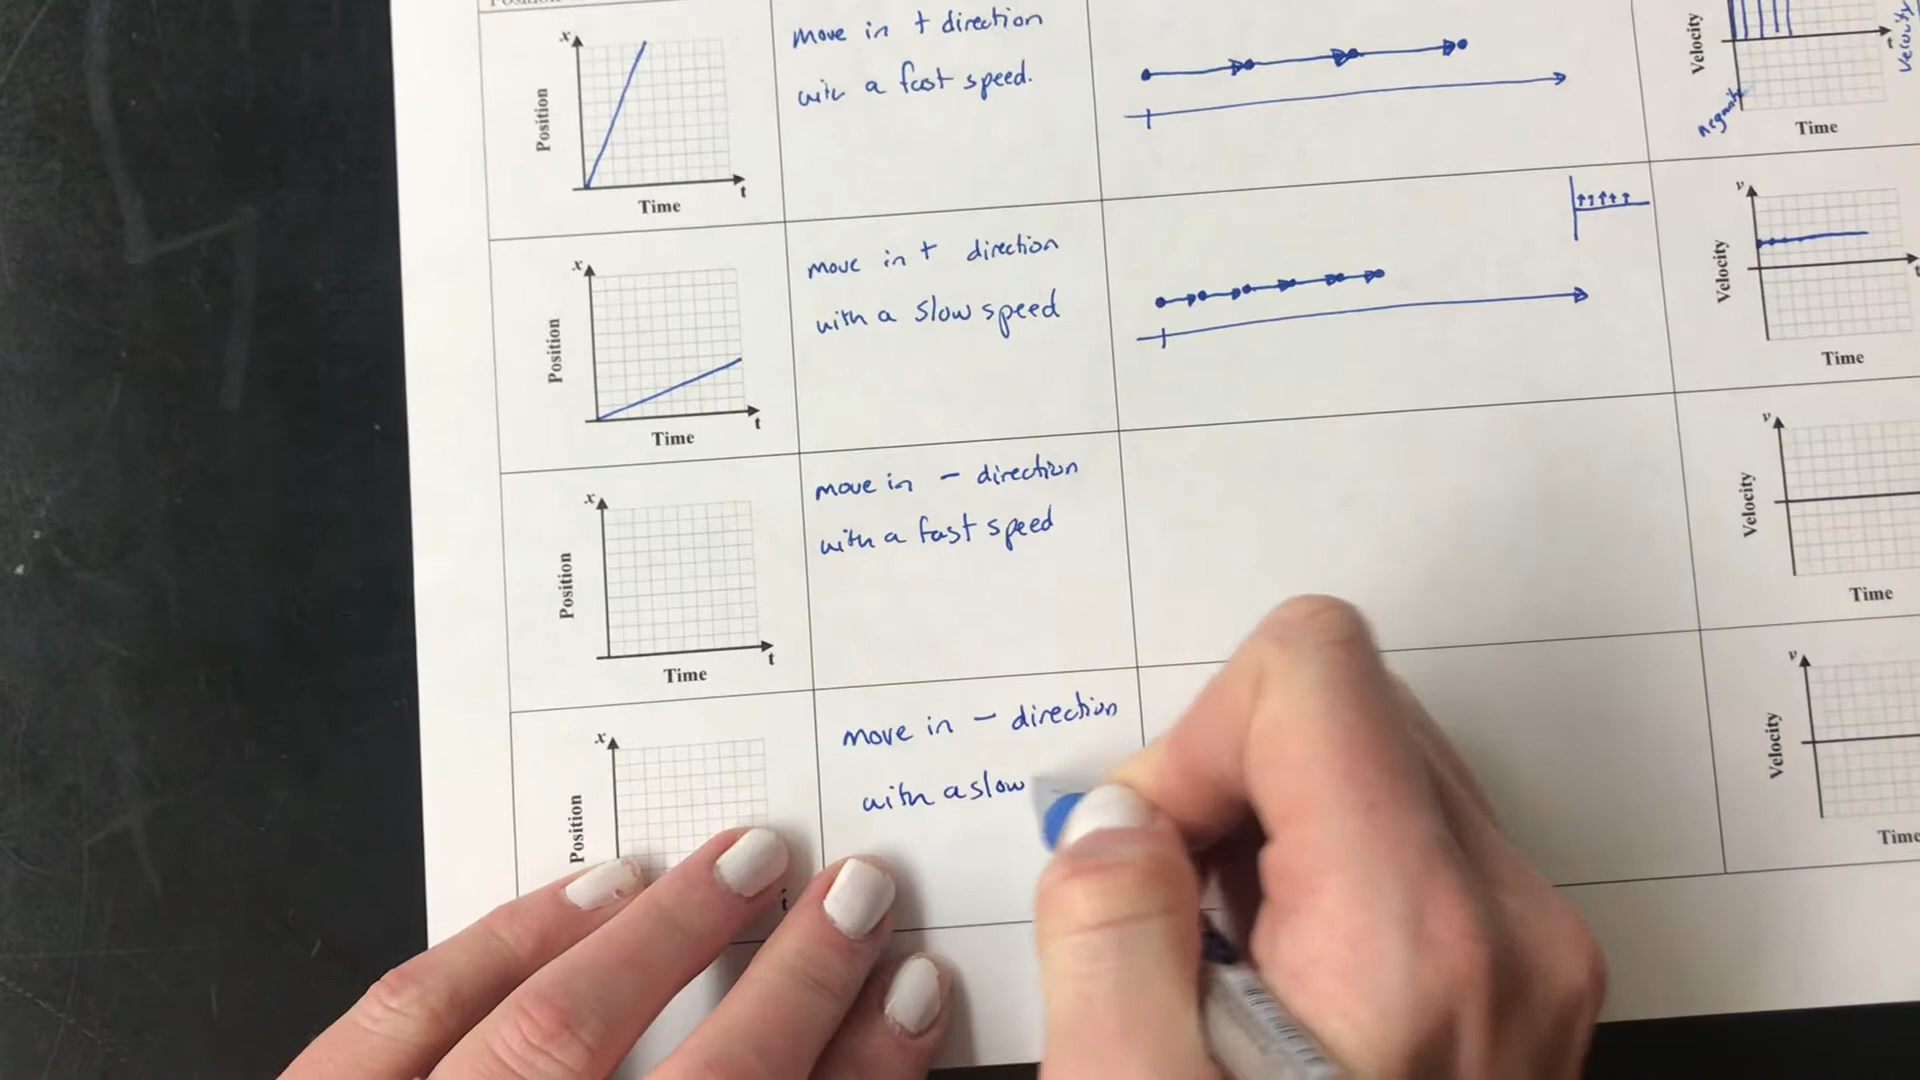 x
Position
Time
t
move in + direction
with a fast speed.
Velocity
t
negative
Time
Velocity
x
Position
Time
t
move in + direction
with a slow speed
v
Velocity
t
Time
x
Position
Time
t
move in - direction
with a fast speed
v
Velocity
Time
x
Position
t
move in - direction
with a slow
v
Velocity
Time